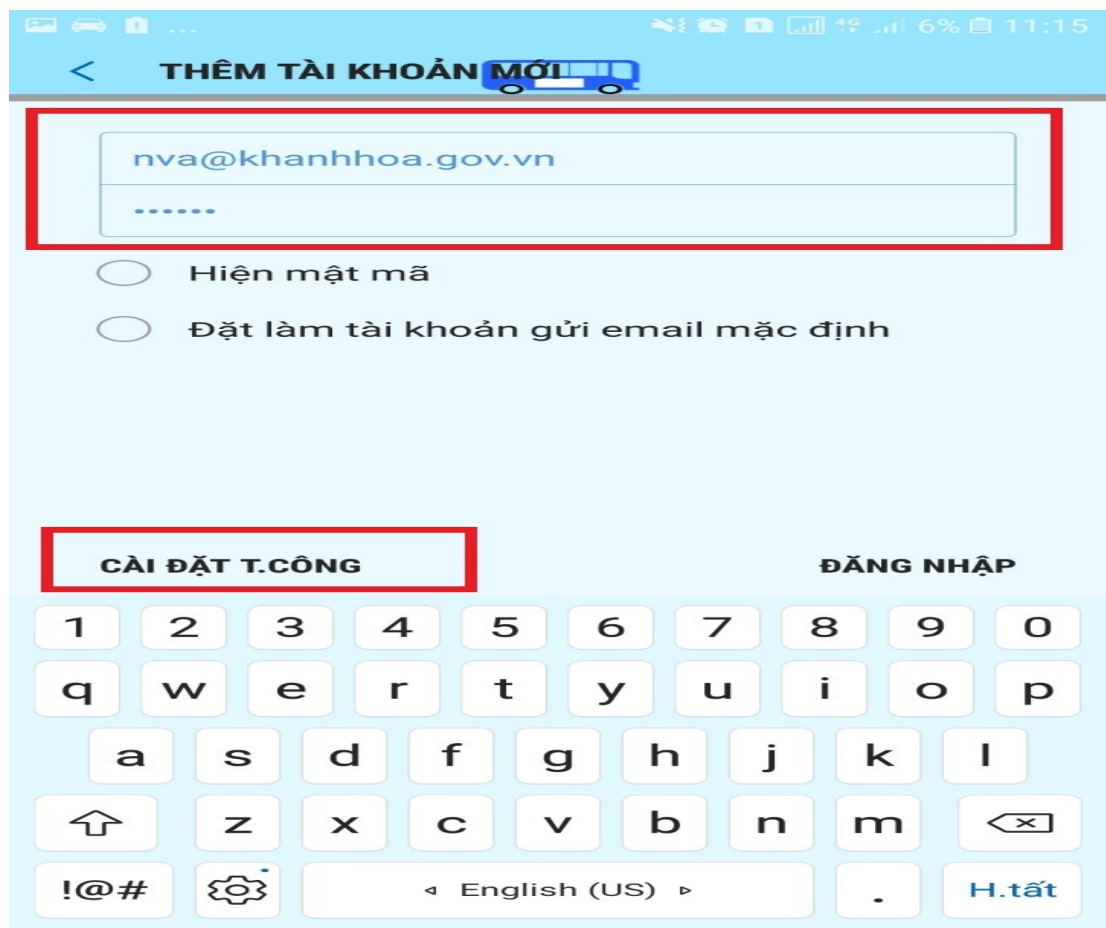 ... 1 4G 6% 11:15
< THÊM TÀI KHOẢN MỚI
nva@khanhhoa.gov.vn
••••••
Hiện mật mã
Đặt làm tài khoản gửi email mặc định
CÀI ĐẶT T.CÔNG ĐĂNG NHẬP
1 2 3 4 5 6 7 8 9 0
q w e r t y u i o p
a s d f g h j k l
z x c v b n m
!@# English (US) . H.tất